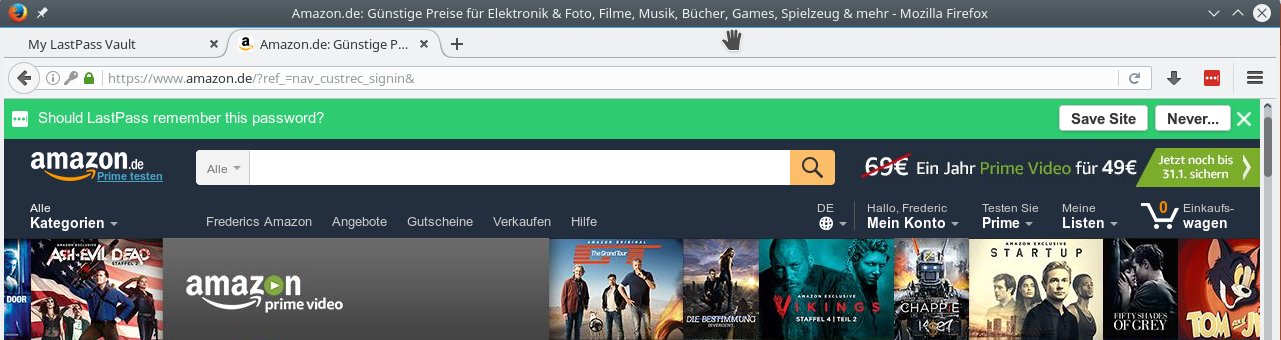 Amazon.de: Günstige Preise für Elektronik & Foto, Filme, Musik, Bücher, Games, Spielzeug & mehr - Mozilla Firefox
My LastPass Vault
Amazon.de: Günstige P...
https://www.amazon.de/?ref_=nav_custrec_signin&
Should LastPass remember this password?
Save Site
Never...
amazon.de
Prime testen
Alle
69€ Ein Jahr Prime Video für 49€
Jetzt noch bis
31.1. sichern
Alle
Kategorien
Frederics Amazon
Angebote
Gutscheine
Verkaufen
Hilfe
DE
Hallo, Frederic
Mein Konto
Testen Sie
Prime
Meine
Listen
0
Einkaufs-
wagen
DOOR
AMAZON EXCLUSIVE
ASH EVIL DEAD
STAFFEL 2
amazon
prime video
AMAZON ORIGINAL
The Grand Tour
DIE BESTIMMUNG
DIVERGENT
AMAZON EXCLUSIVE
VIKINGS
STAFFEL 4 | TEIL 2
CHAPPIE
AMAZON EXCLUSIVE
STARTUP
FIFTY SHADES
OF GREY
TOM